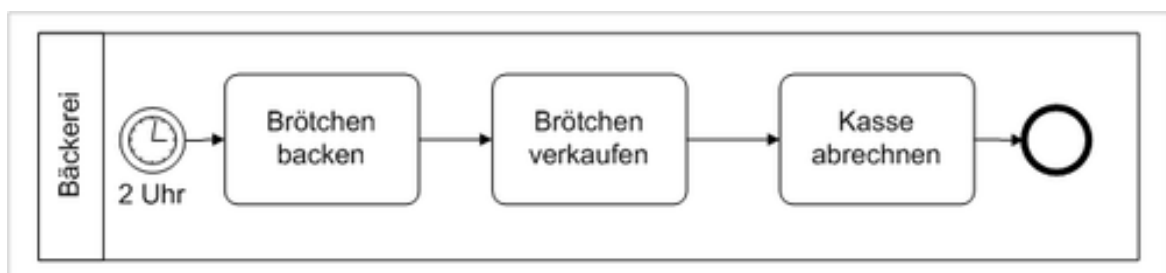 Bäckerei
2 Uhr
Brötchen
backen
Brötchen
verkaufen
Kasse
abrechnen